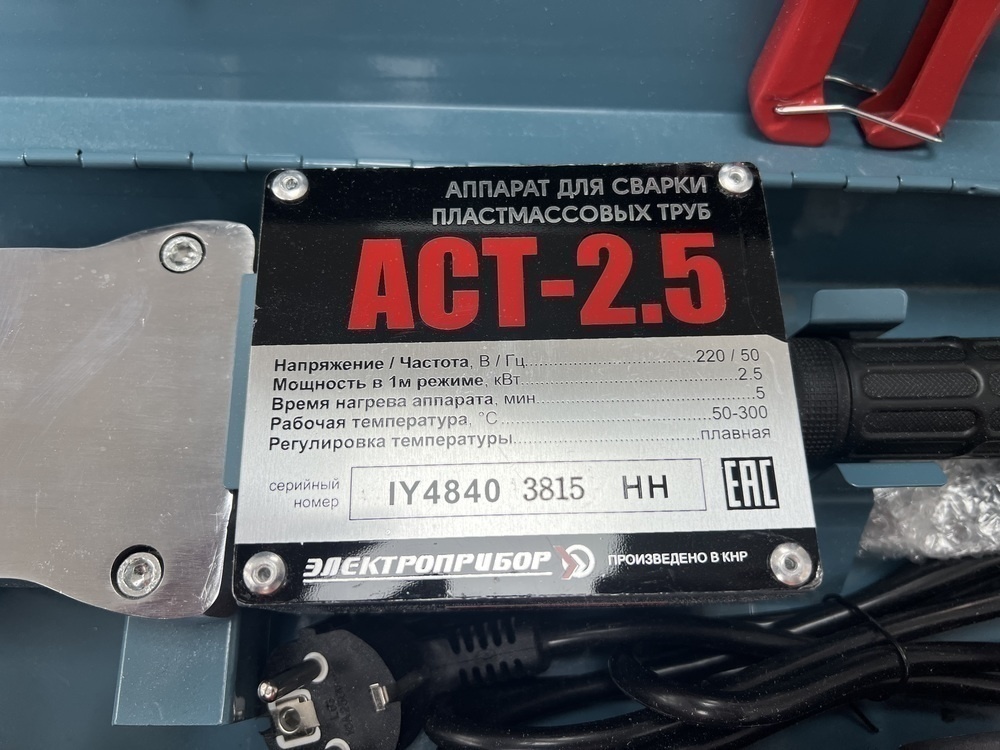 АППАРАТ ДЛЯ СВАРКИ
ПЛАСТМАССОВЫХ ТРУБ
АСТ-2.5
Напряжение / Частота, В / Гц..............................220 / 50
Мощность в 1м режиме, кВт..............................2.5
Время нагрева аппарата, мин..............................5
Рабочая температура, °С..............................50-300
Регулировка температуры..............................плавная
серийный номер
IY4840 3815 НН
ЕАС
ЭЛЕКТРОПРИБОР ПРОИЗВЕДЕНО В КНР